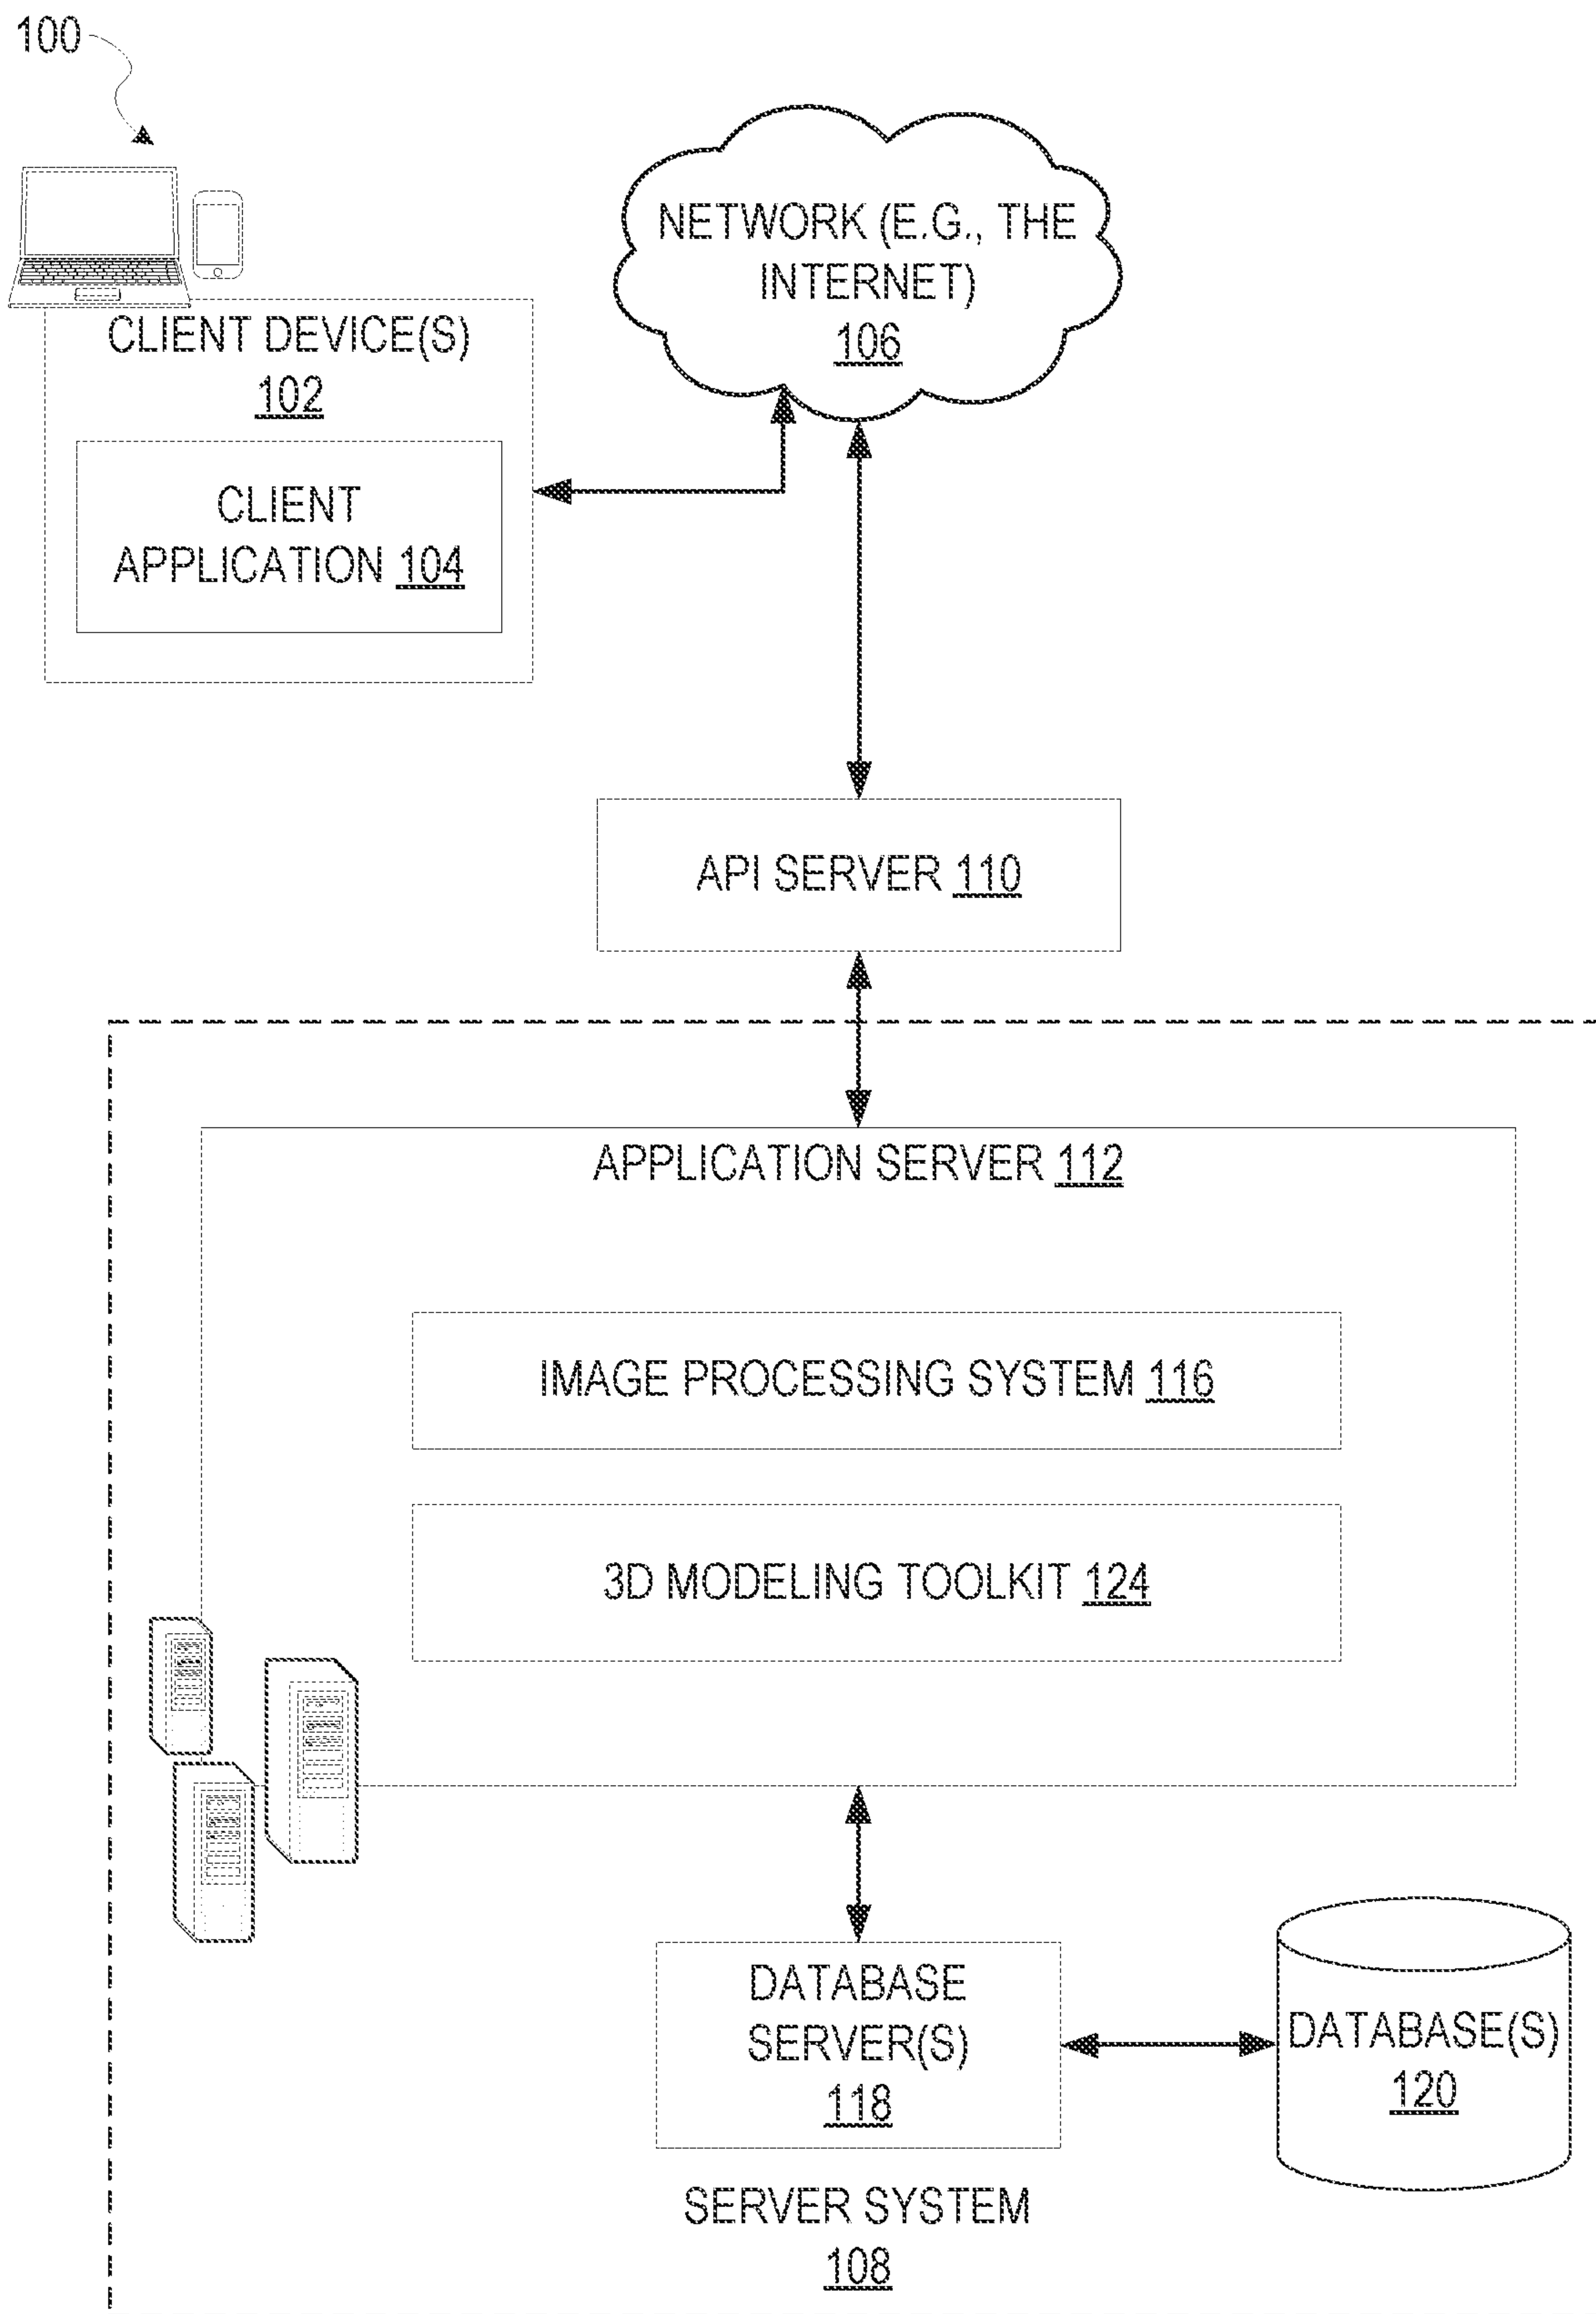 100
NETWORK (E.G., THE
INTERNET)
106
CLIENT DEVICE(S)
102
CLIENT
APPLICATION 104
API SERVER 110
APPLICATION SERVER 112
IMAGE PROCESSING SYSTEM 116
3D MODELING TOOLKIT 124
DATABASE
SERVER(S)
118
DATABASE(S)
120
SERVER SYSTEM
108